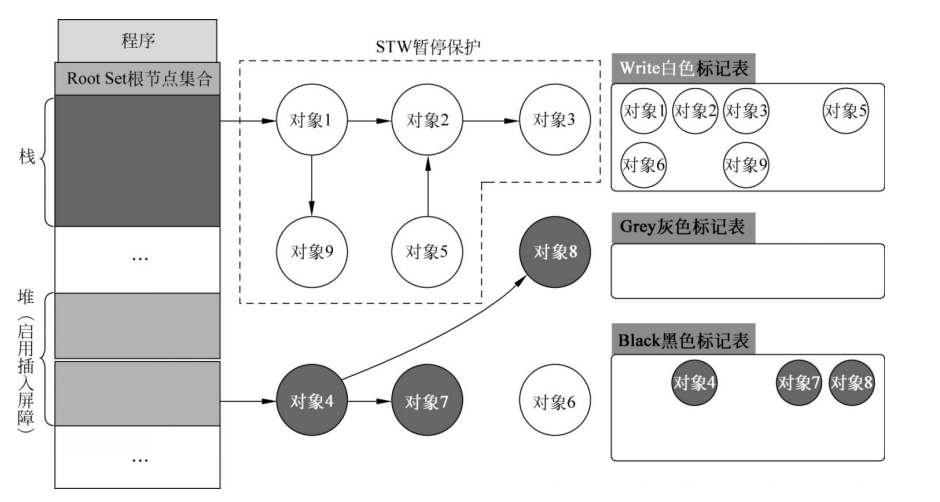 程序
Root Set根节点集合
栈
...
堆（启用插入屏障）
...
STW暂停保护
对象1
对象2
对象3
对象9
对象5
对象8
对象4
对象7
对象6
Write白色标记表
对象1 对象2 对象3 对象5
对象6 对象9
Grey灰色标记表
Black黑色标记表
对象4 对象7 对象8